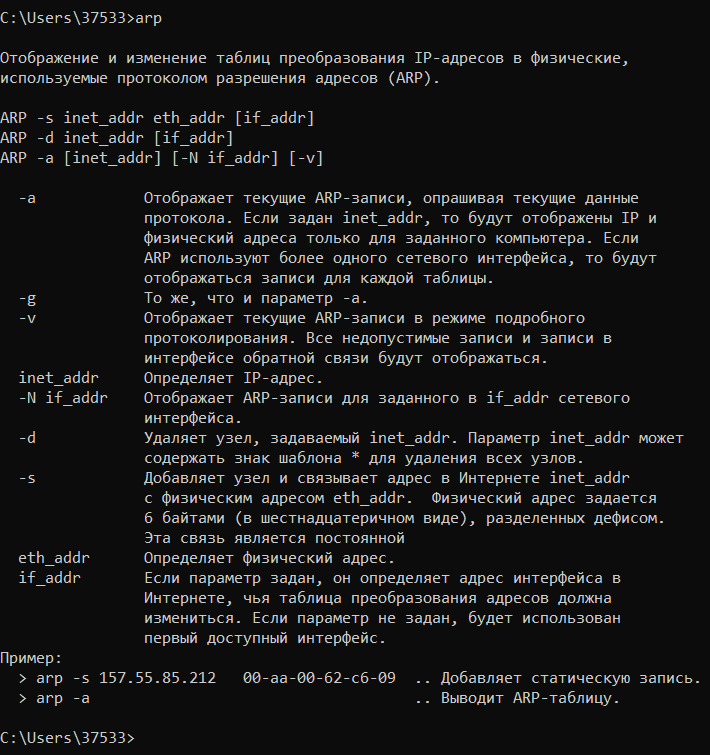 C:\Users\37533>arp
Отображение и изменение таблиц преобразования IP-адресов в физические,
используемые протоколом разрешения адресов (ARP).
ARP -s inet_addr eth_addr [if_addr]
ARP -d inet_addr [if_addr]
ARP -a [inet_addr] [-N if_addr] [-v]
-a Отображает текущие ARP-записи, опрашивая текущие данные
протокола. Если задан inet_addr, то будут отображены IP и
физический адреса только для заданного компьютера. Если
ARP используют более одного сетевого интерфейса, то будут
отображаться записи для каждой таблицы.
-g То же, что и параметр -a.
-v Отображает текущие ARP-записи в режиме подробного
протоколирования. Все недопустимые записи и записи в
интерфейсе обратной связи будут отображаться.
inet_addr Определяет IP-адрес.
-N if_addr Отображает ARP-записи для заданного в if_addr сетевого
интерфейса.
-d Удаляет узел, задаваемый inet_addr. Параметр inet_addr может
содержать знак шаблона * для удаления всех узлов.
-s Добавляет узел и связывает адрес в Интернете inet_addr
с физическим адресом eth_addr.  Физический адрес задается
6 байтами (в шестнадцатеричном виде), разделенных дефисом.
Эта связь является постоянной
eth_addr Определяет физический адрес.
if_addr Если параметр задан, он определяет адрес интерфейса в
Интернете, чья таблица преобразования адресов должна
измениться. Если параметр не задан, будет использован
первый доступный интерфейс.
Пример:
> arp -s 157.55.85.212 00-aa-00-62-c6-09 .. Добавляет статическую запись.
> arp -a .. Выводит ARP-таблицу.
C:\Users\37533>